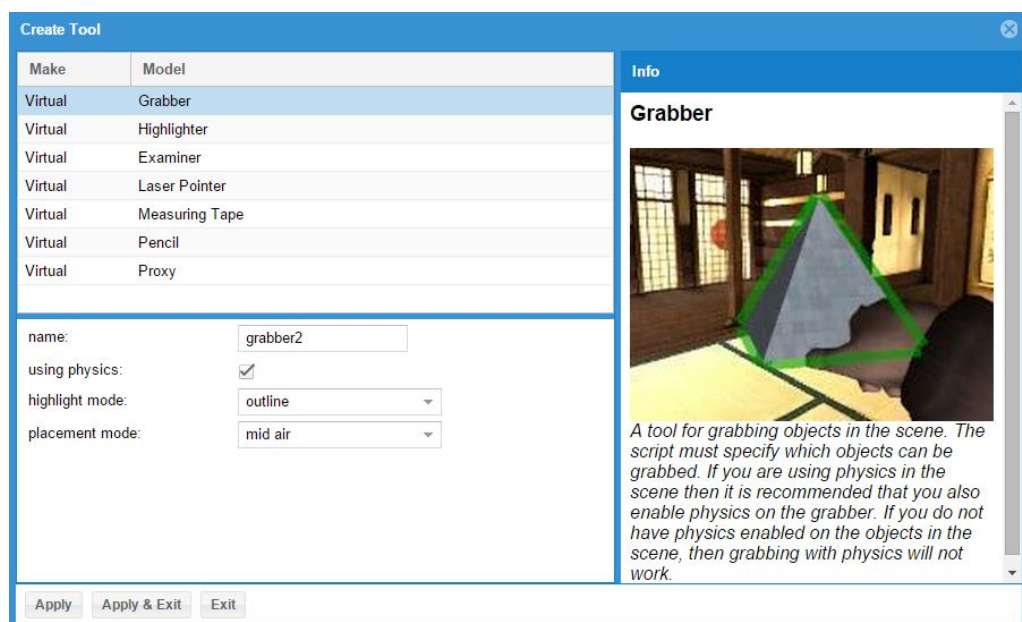 Create Tool
Make Model
Virtual Grabber
Virtual Highlighter
Virtual Examiner
Virtual Laser Pointer
Virtual Measuring Tape
Virtual Pencil
Virtual Proxy
name: grabber2
using physics:
highlight mode: outline
placement mode: mid air
Apply Apply & Exit Exit
Info
Grabber
A tool for grabbing objects in the scene. The
script must specify which objects can be
grabbed. If you are using physics in the
scene then it is recommended that you also
enable physics on the grabber. If you do not
have physics enabled on the objects in the
scene, then grabbing with physics will not
work.